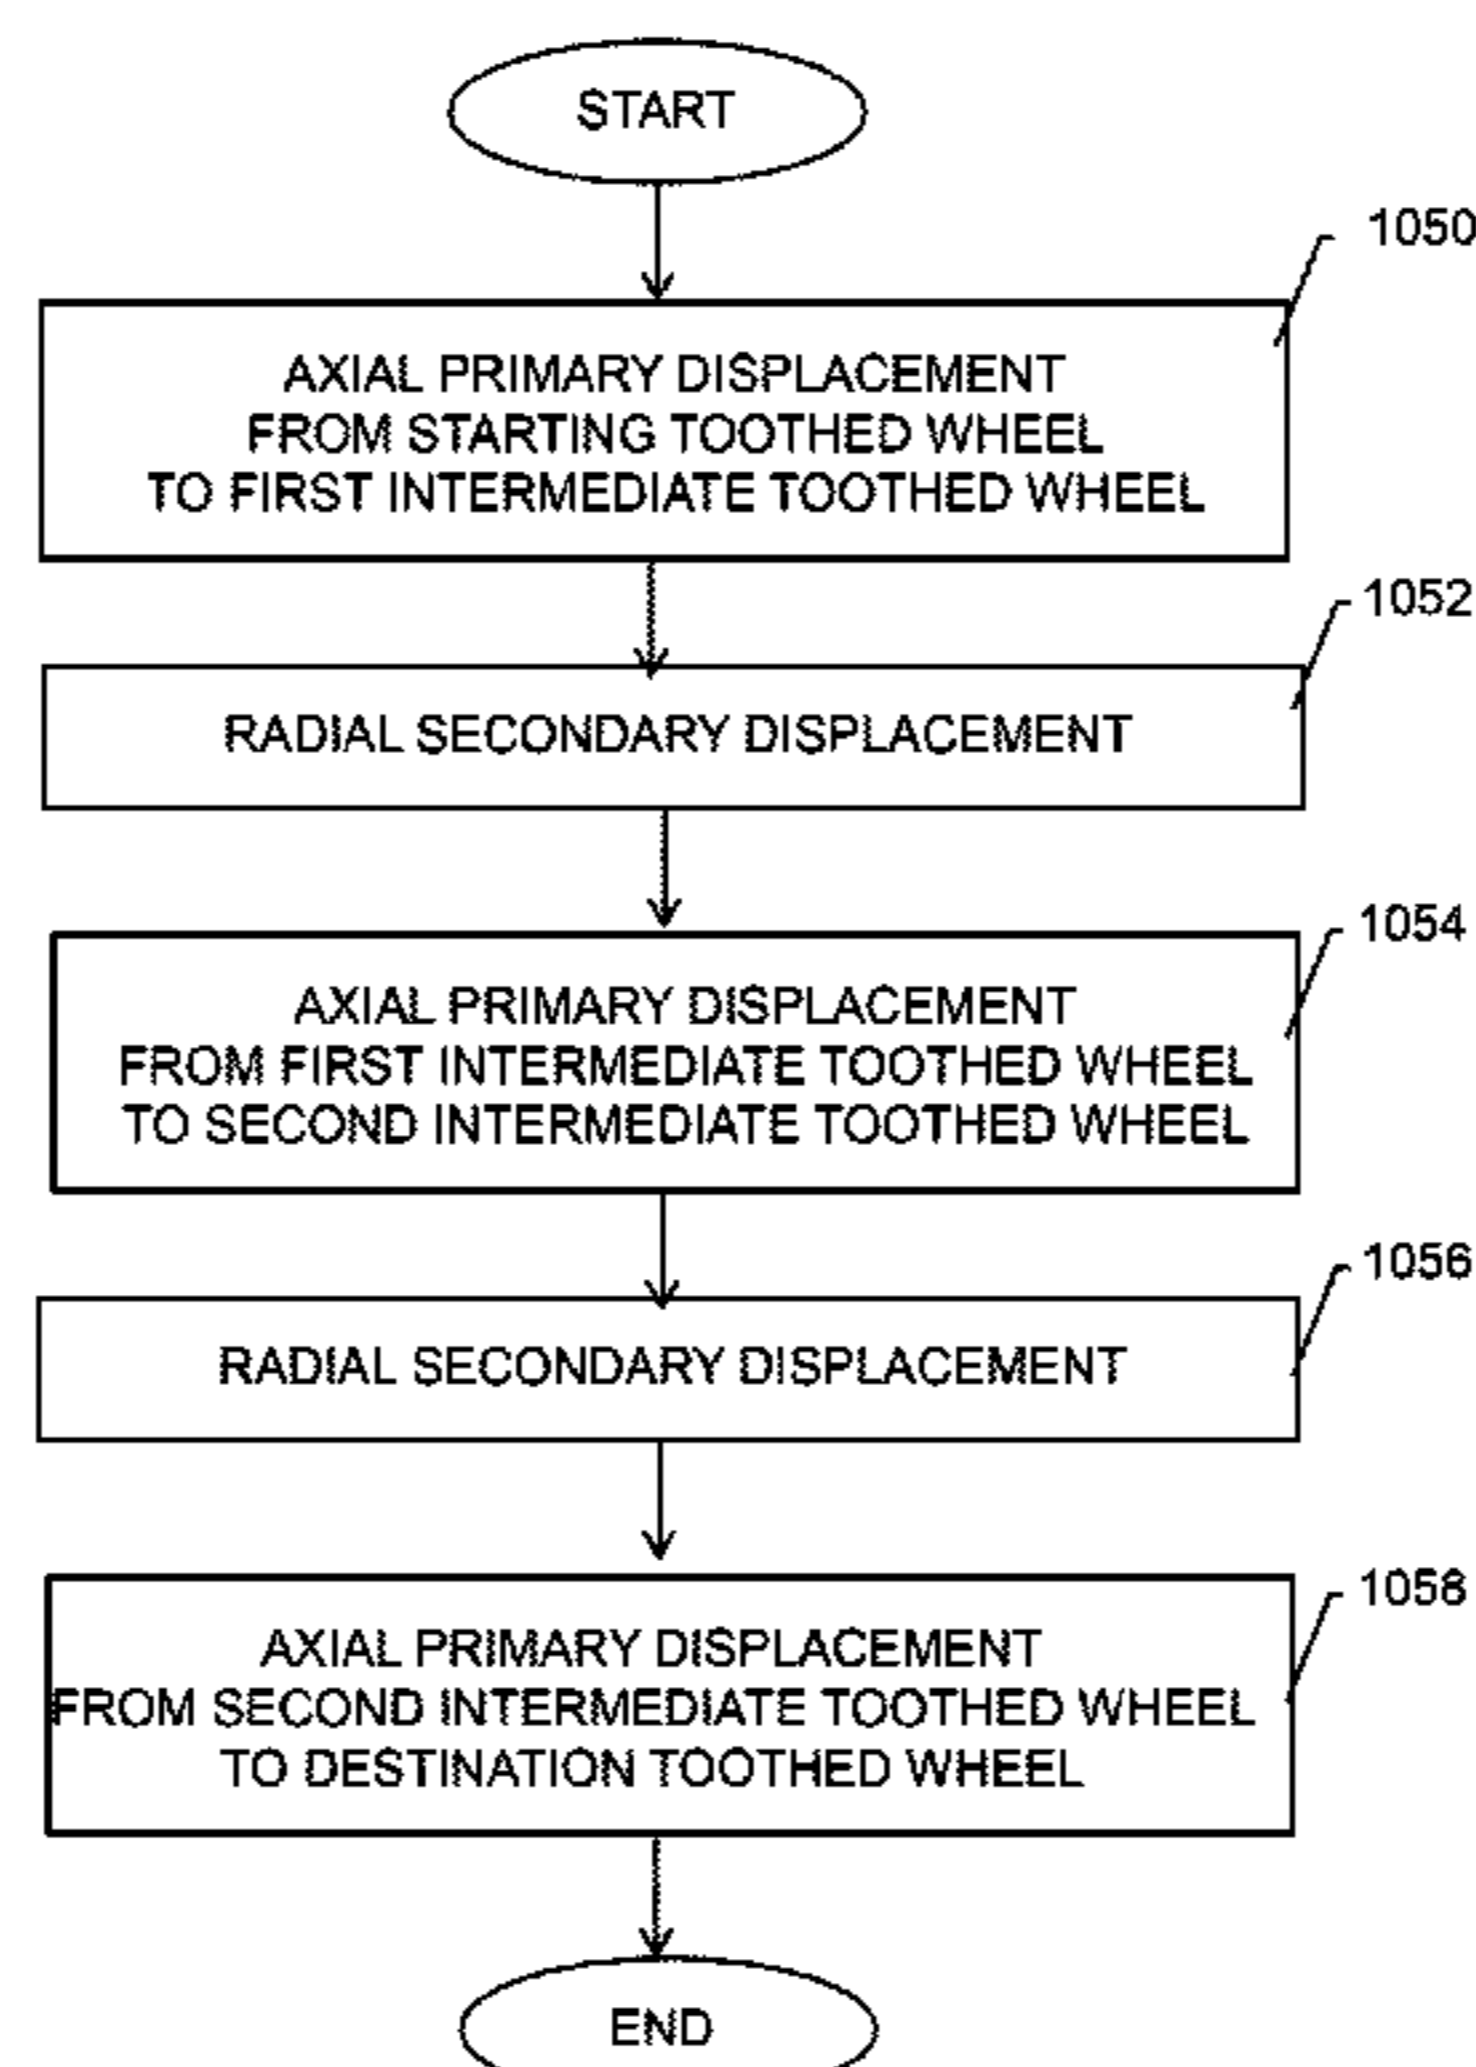 START
1050
AXIAL PRIMARY DISPLACEMENT
FROM STARTING TOOTHED WHEEL
TO FIRST INTERMEDIATE TOOTHED WHEEL
1052
RADIAL SECONDARY DISPLACEMENT
1054
AXIAL PRIMARY DISPLACEMENT
FROM FIRST INTERMEDIATE TOOTHED WHEEL
TO SECOND INTERMEDIATE TOOTHED WHEEL
1056
RADIAL SECONDARY DISPLACEMENT
1058
AXIAL PRIMARY DISPLACEMENT
FROM SECOND INTERMEDIATE TOOTHED WHEEL
TO DESTINATION TOOTHED WHEEL
END